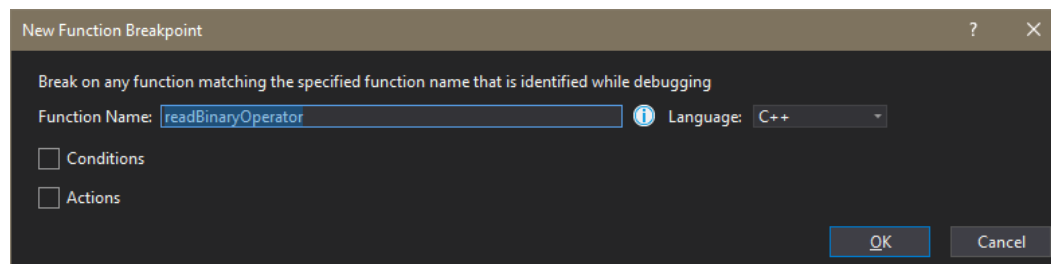 New Function Breakpoint ? ×
Break on any function matching the specified function name that is identified while debugging
Function Name: readBinaryOperator Language: C++
Conditions
Actions
OK Cancel